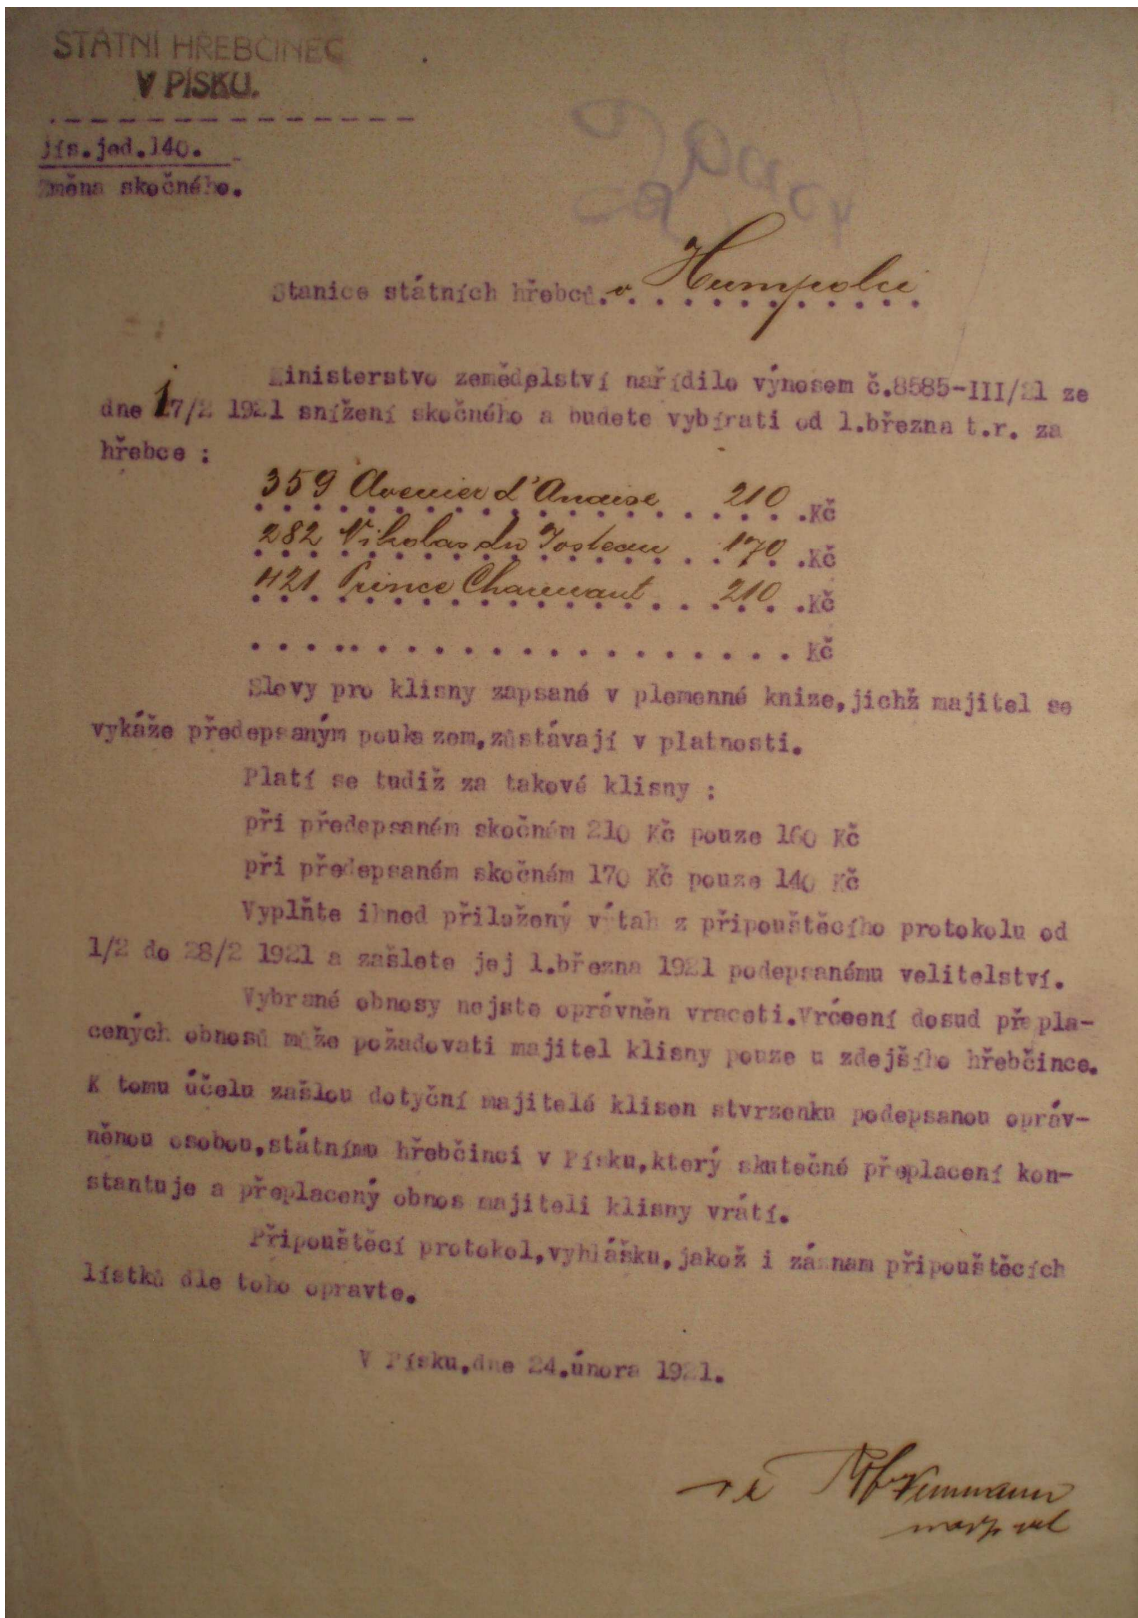 STÁTNÍ HŘEBČINEC
V PÍSKU.
Jís.jed.140.
Změna skočného.
Stanice státních hřebců. v Humpolci
Ministerstvo zemědělství nařídilo výnosem č.8585-III/21 ze
dne 17/2 1921 snížení skočného a budete vybírati od 1.března t.r. za
hřebce :
359 Avenier d'Anaise 210 Kč
282 Nikolas du Tosteau 170 Kč
421 Prince Charmant 210 Kč
Kč
Slevy pro klisny zapsané v plemenné knize,jichž majitel se
vykáže předepsaným poukazem,zůstávají v platnosti.
Platí se tudiž za takové klisny :
při předepsaném skočném 210 Kč pouze 160 Kč
při předepsaném skočném 170 Kč pouze 140 Kč
Vyplňte ihned přiložený výtah z připouštěcího protokolu od
1/2 do 28/2 1921 a zašlete jej 1.března 1921 podepsanému velitelství.
Vybrané obnosy nejste oprávněn vraceti.Vrácení dosud přepla-
cených obnosů může požadovati majitel klisny pouze u zdejšího hřebčince.
K tomu účelu zašlou dotyční majitelé klisen stvrzenku podepsanou opráv-
něnou osobou,státnímu hřebčinci v Písku,který skutečné přeplacení kon-
stantuje a přeplacený obnos majiteli klisny vrátí.
Připouštěcí protokol,vyhlášku,jakož i záznam připouštěcích
lístků dle toho opravte.
V Písku,dne 24.února 1921.